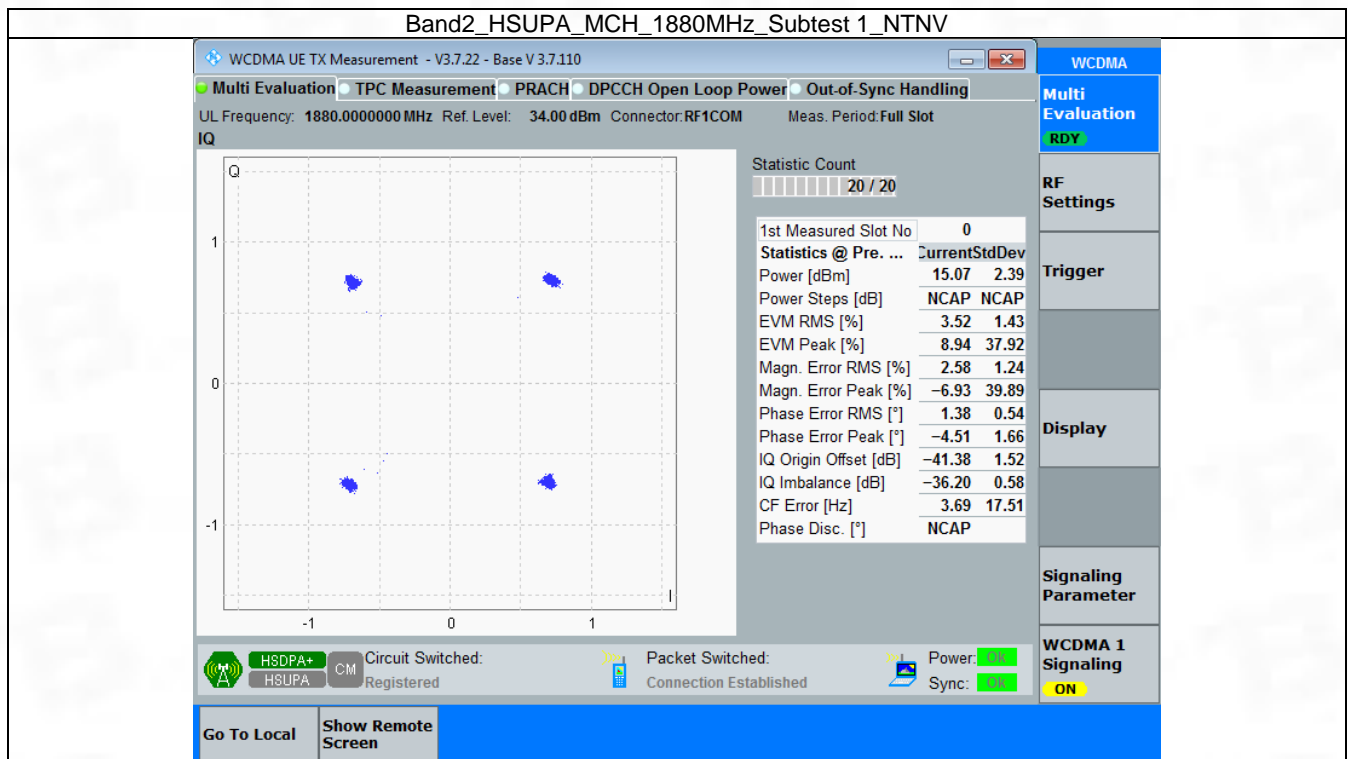 Band2_HSUPA_MCH_1880MHz_Subtest 1_NTNV
WCDMA UE TX Measurement - V3.7.22 - Base V 3.7.110
WCDMA
Multi Evaluation TPC Measurement PRACH DPCCH Open Loop Power Out-of-Sync Handling
UL Frequency: 1880.0000000 MHz Ref. Level: 34.00 dBm Connector:RF1COM Meas. Period:Full Slot
IQ
Q
1
0
-1
-1 0 1
I
Statistic Count
20 / 20
1st Measured Slot No 0
Statistics @ Pre. ... CurrentStdDev
Power [dBm] 15.07 2.39
Power Steps [dB] NCAP NCAP
EVM RMS [%] 3.52 1.43
EVM Peak [%] 8.94 37.92
Magn. Error RMS [%] 2.58 1.24
Magn. Error Peak [%] −6.93 39.89
Phase Error RMS [°] 1.38 0.54
Phase Error Peak [°] −4.51 1.66
IQ Origin Offset [dB] −41.38 1.52
IQ Imbalance [dB] −36.20 0.58
CF Error [Hz] 3.69 17.51
Phase Disc. [°] NCAP
Multi
Evaluation
RDY
RF
Settings
Trigger
Display
Signaling
Parameter
WCDMA 1
Signaling
ON
HSDPA+
HSUPA
CM
Circuit Switched:
Registered
Packet Switched:
Connection Established
Power: Ok
Sync: Ok
Go To Local
Show Remote
Screen